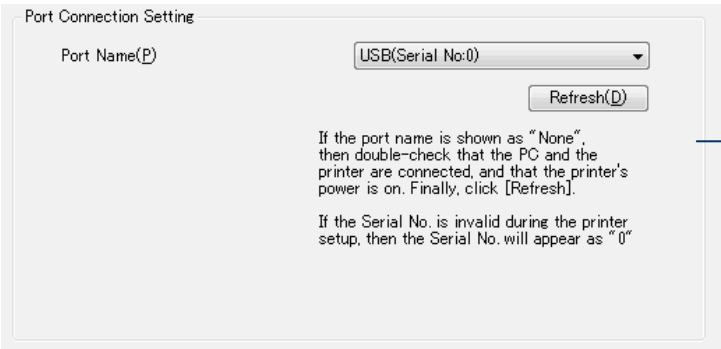 Port Connection Setting
Port Name(P)
USB(Serial No:0)
Refresh(D)
If the port name is shown as "None",
then double-check that the PC and the
printer are connected, and that the printer's
power is on. Finally, click [Refresh].
If the Serial No. is invalid during the printer
setup, then the Serial No. will appear as "0"